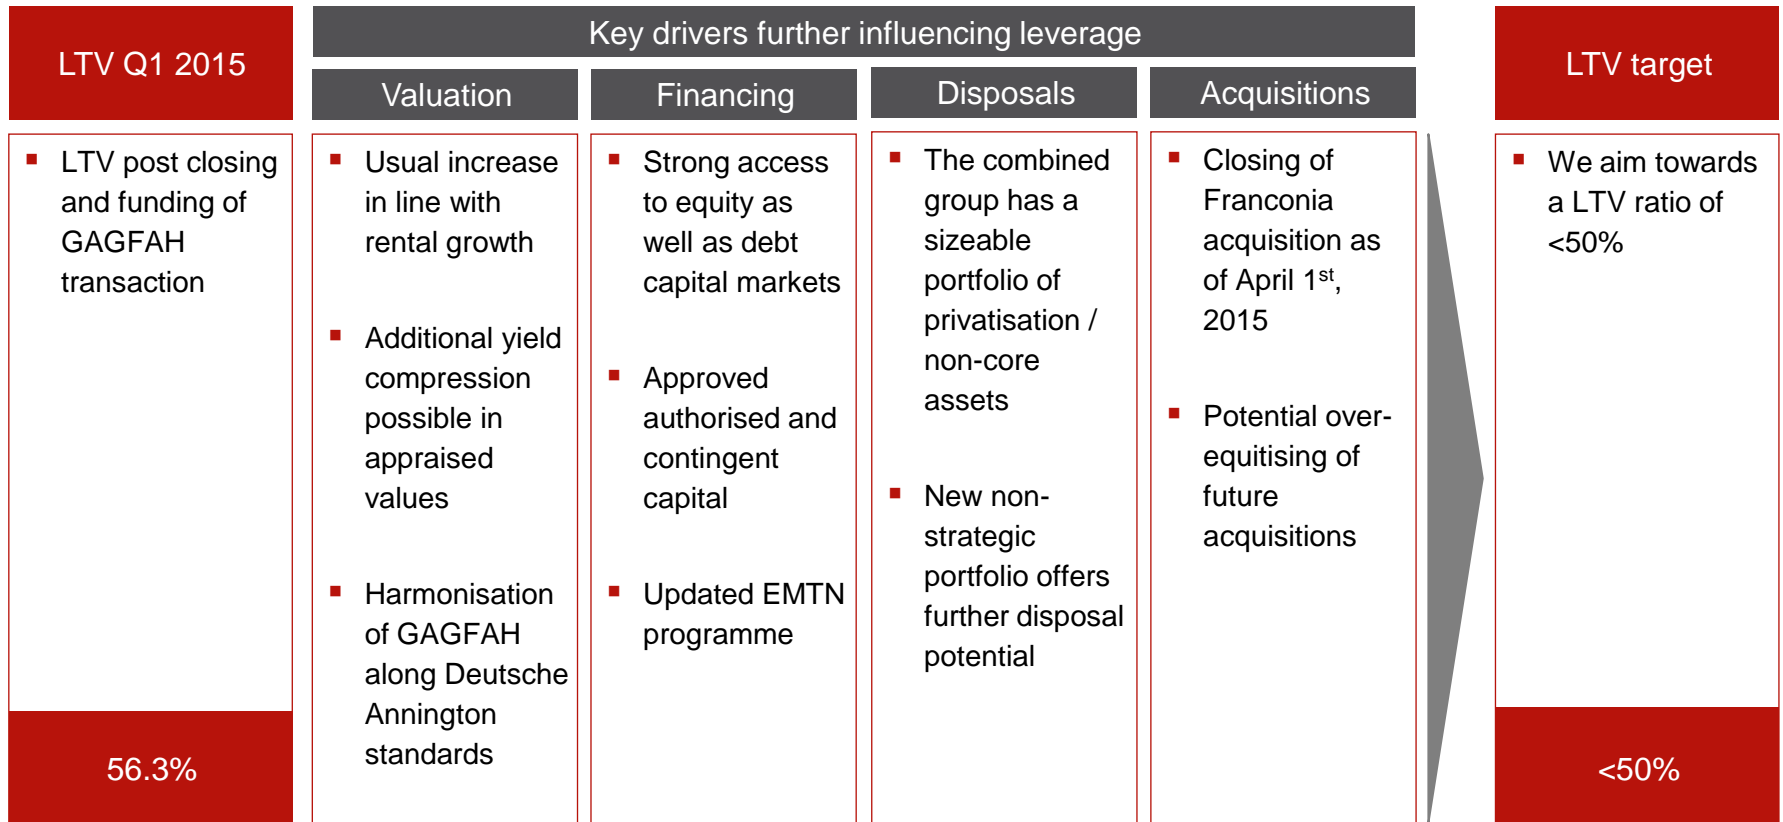 LTV Q1 2015
Key drivers further influencing leverage
Valuation
Financing
Disposals
Acquisitions
LTV target
▪ LTV post closing
and funding of
GAGFAH
transaction
56.3%
▪ Usual increase
in line with
rental growth
▪ Additional yield
compression
possible in
appraised
values
▪ Harmonisation
of GAGFAH
along Deutsche
Annington
standards
▪ Strong access
to equity as
well as debt
capital markets
▪ Approved
authorised and
contingent
capital
▪ Updated EMTN
programme
▪ The combined
group has a
sizeable
portfolio of
privatisation /
non-core
assets
▪ New non-
strategic
portfolio offers
further disposal
potential
▪ Closing of
Franconia
acquisition as
of April 1st,
2015
▪ Potential over-
equitising of
future
acquisitions
▪ We aim towards
a LTV ratio of
<50%
<50%